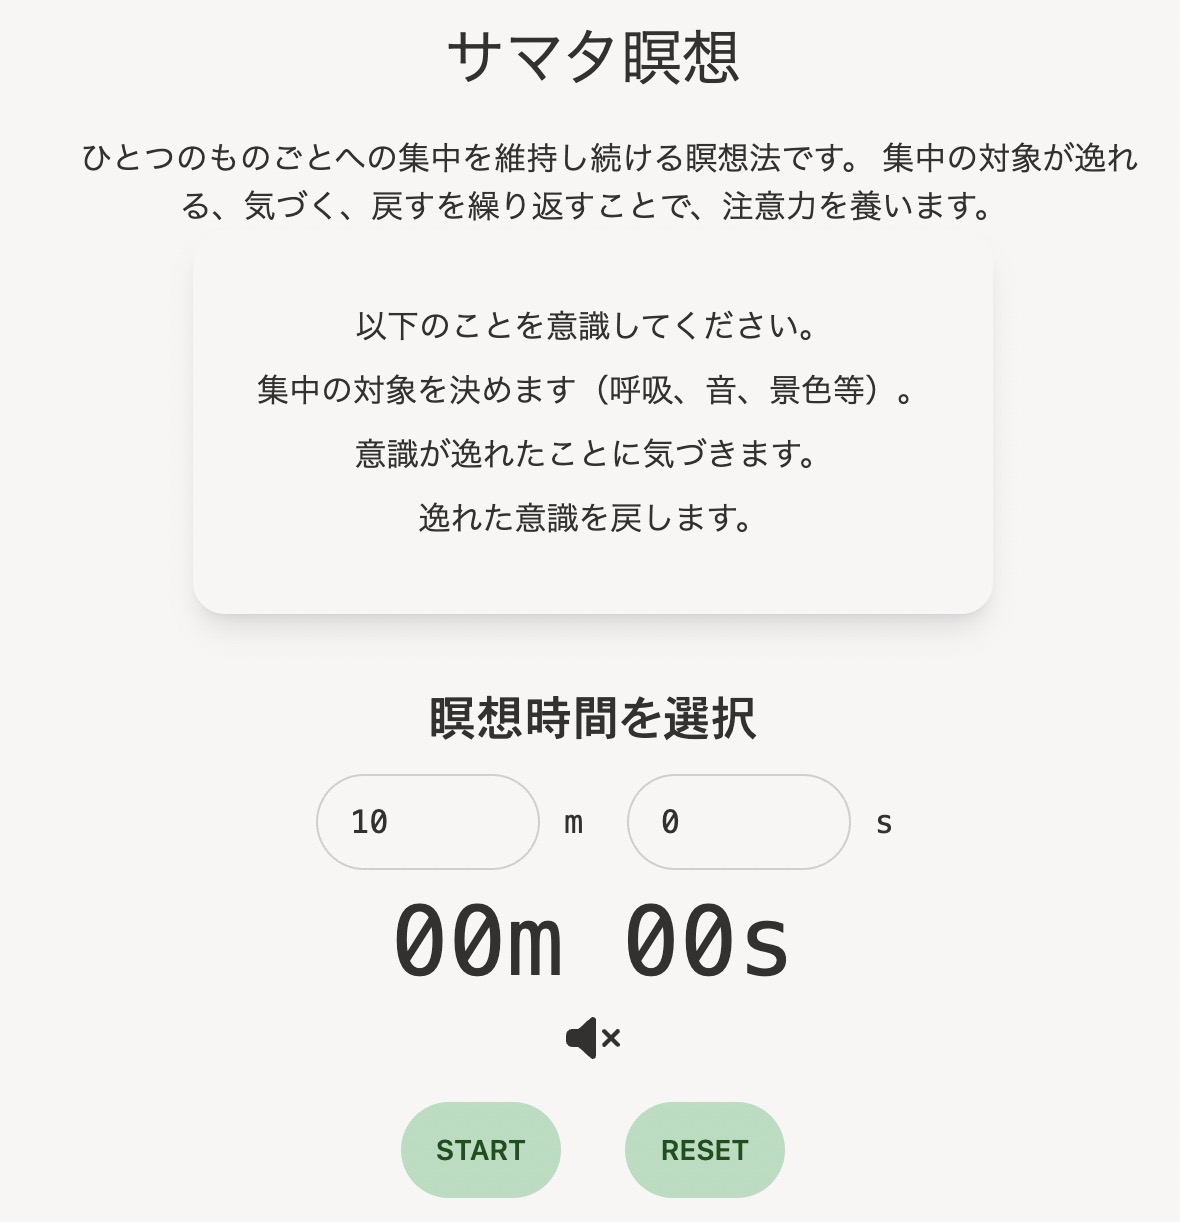 サマタ瞑想
ひとつのものごとへの集中を維持し続ける瞑想法です。 集中の対象が逸れ
る、気づく、戻すを繰り返すことで、注意力を養います。
以下のことを意識してください。
集中の対象を決めます（呼吸、音、景色等）。
意識が逸れたことに気づきます。
逸れた意識を戻します。
瞑想時間を選択
10 m 0 s
00m 00s
START RESET